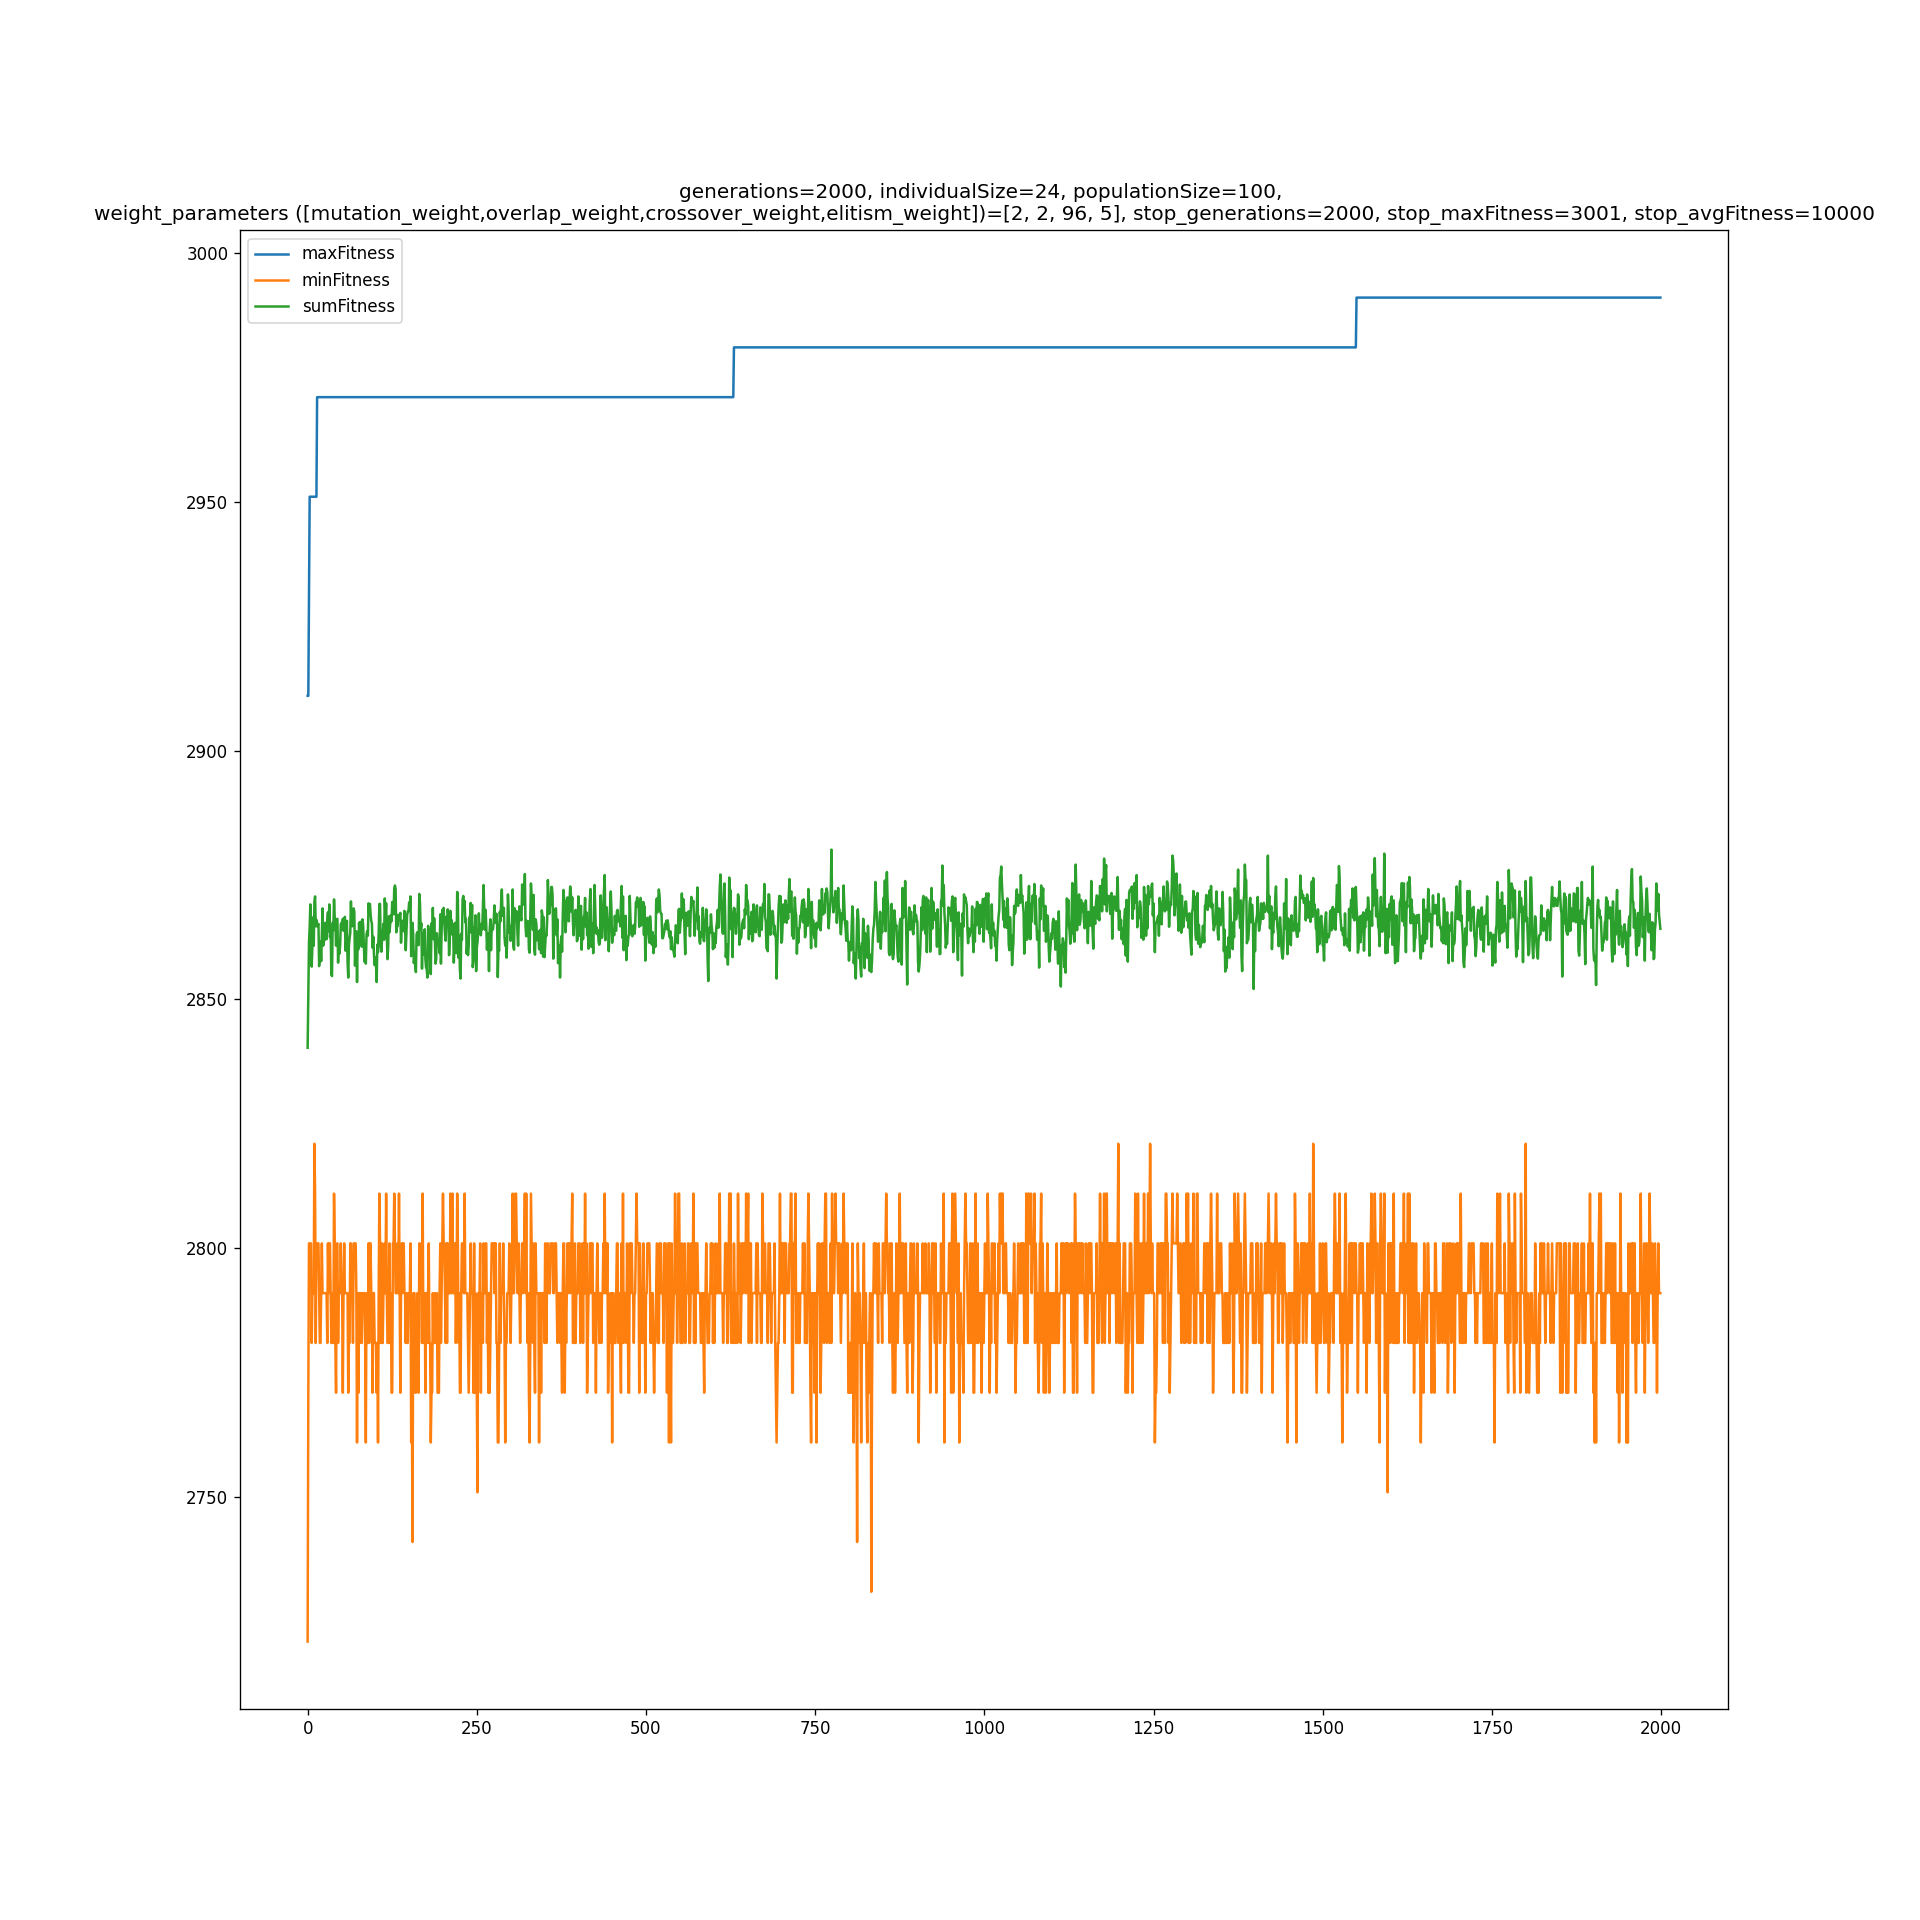 generations=2000, individualSize=24, populationSize=100,
weight_parameters ([mutation_weight,overlap_weight,crossover_weight,elitism_weight])=[2, 2, 96, 5], stop_generations=2000, stop_maxFitness=3001, stop_avgFitness=10000
maxFitness
minFitness
sumFitness
3000
2950
2900
2850
2800
2750
0 250 500 750 1000 1250 1500 1750 2000